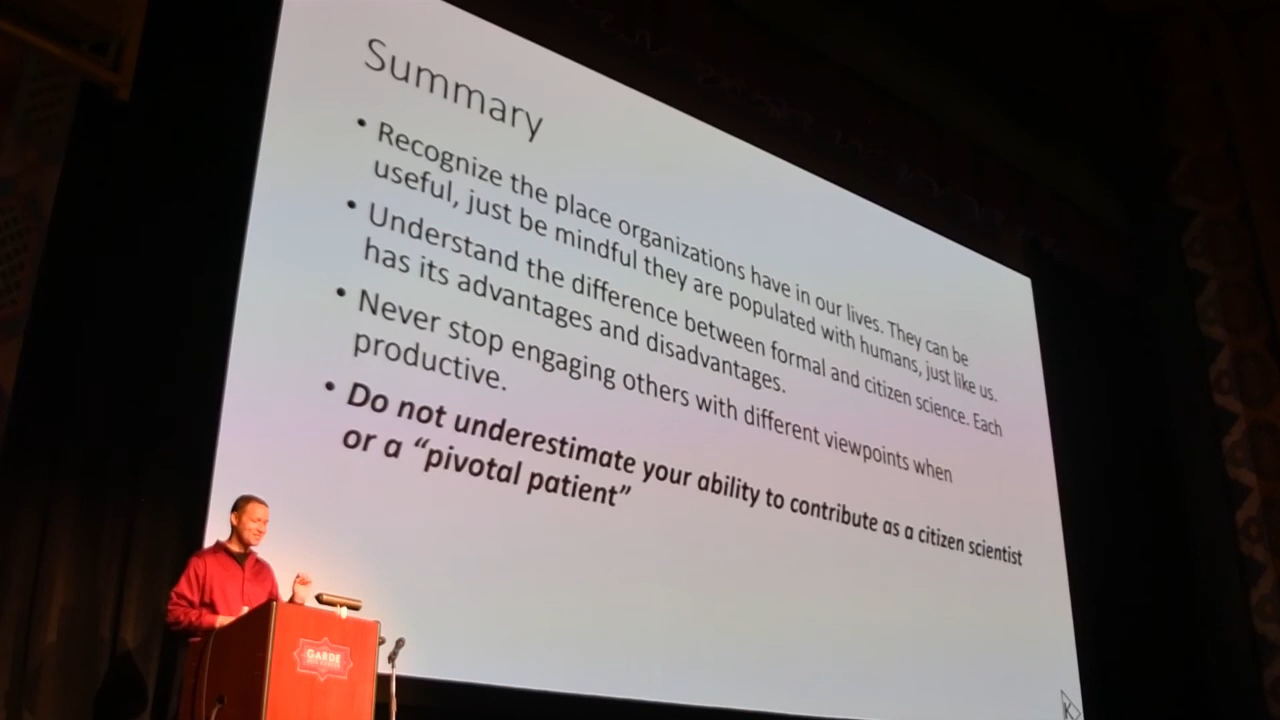 Summary
• Recognize the place organizations have in our lives. They can be
useful, just be mindful they are populated with humans, just like us.
• Understand the difference between formal and citizen science. Each
has its advantages and disadvantages.
• Never stop engaging others with different viewpoints when
productive.
• Do not underestimate your ability to contribute as a citizen scientist
or a “pivotal patient”
GARDE
K